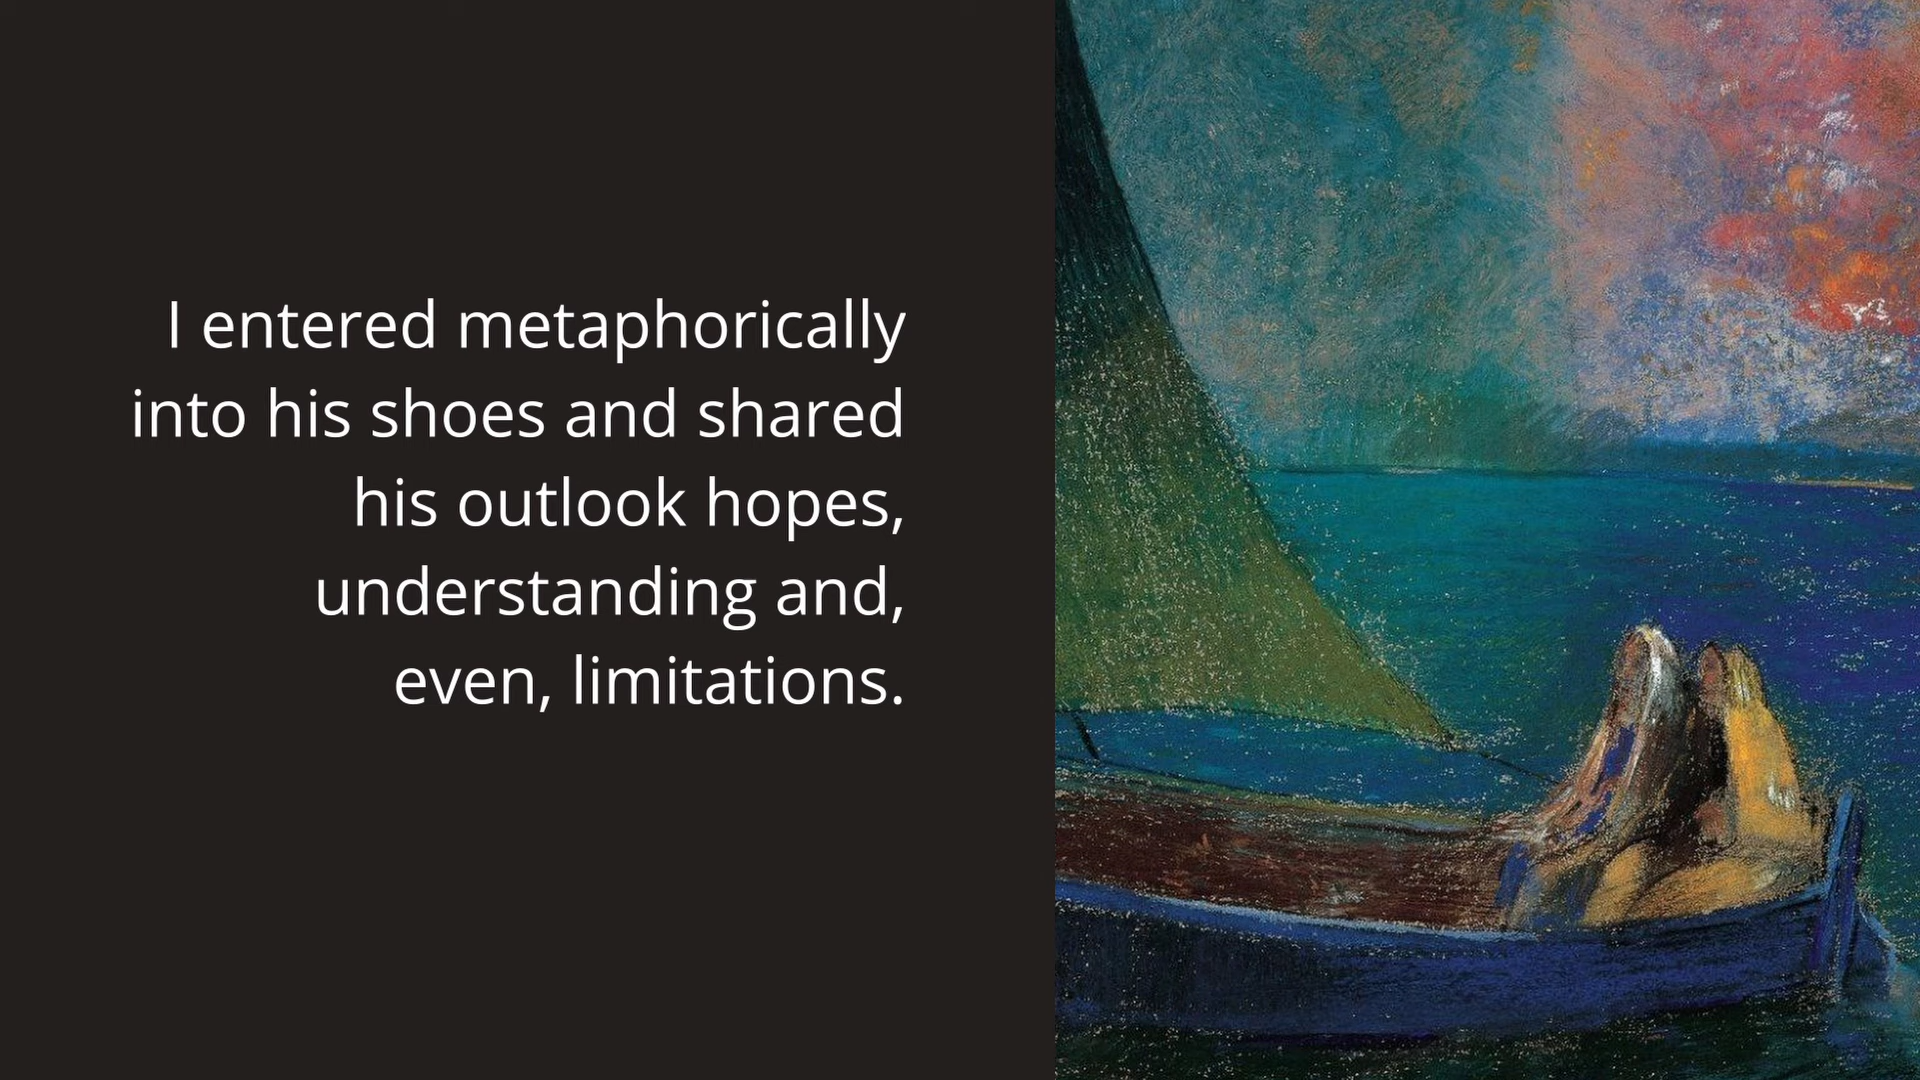 I entered metaphorically
into his shoes and shared
his outlook hopes,
understanding and,
even, limitations.